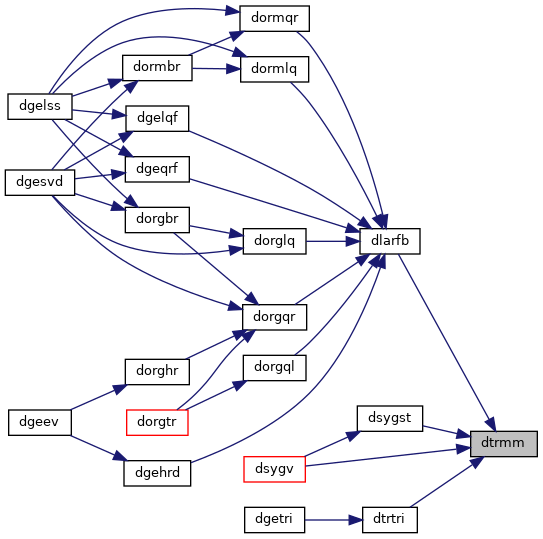 dormqr
dormbr
dormlq
dgelss
dgelqf
dgeqrf
dgesvd
dorgbr
dorglq
dlarfb
dorgqr
dorghr
dorgql
dgeev
dorgtr
dsygst
dtrmm
dgehrd
dsygv
dgetri
dtrtri